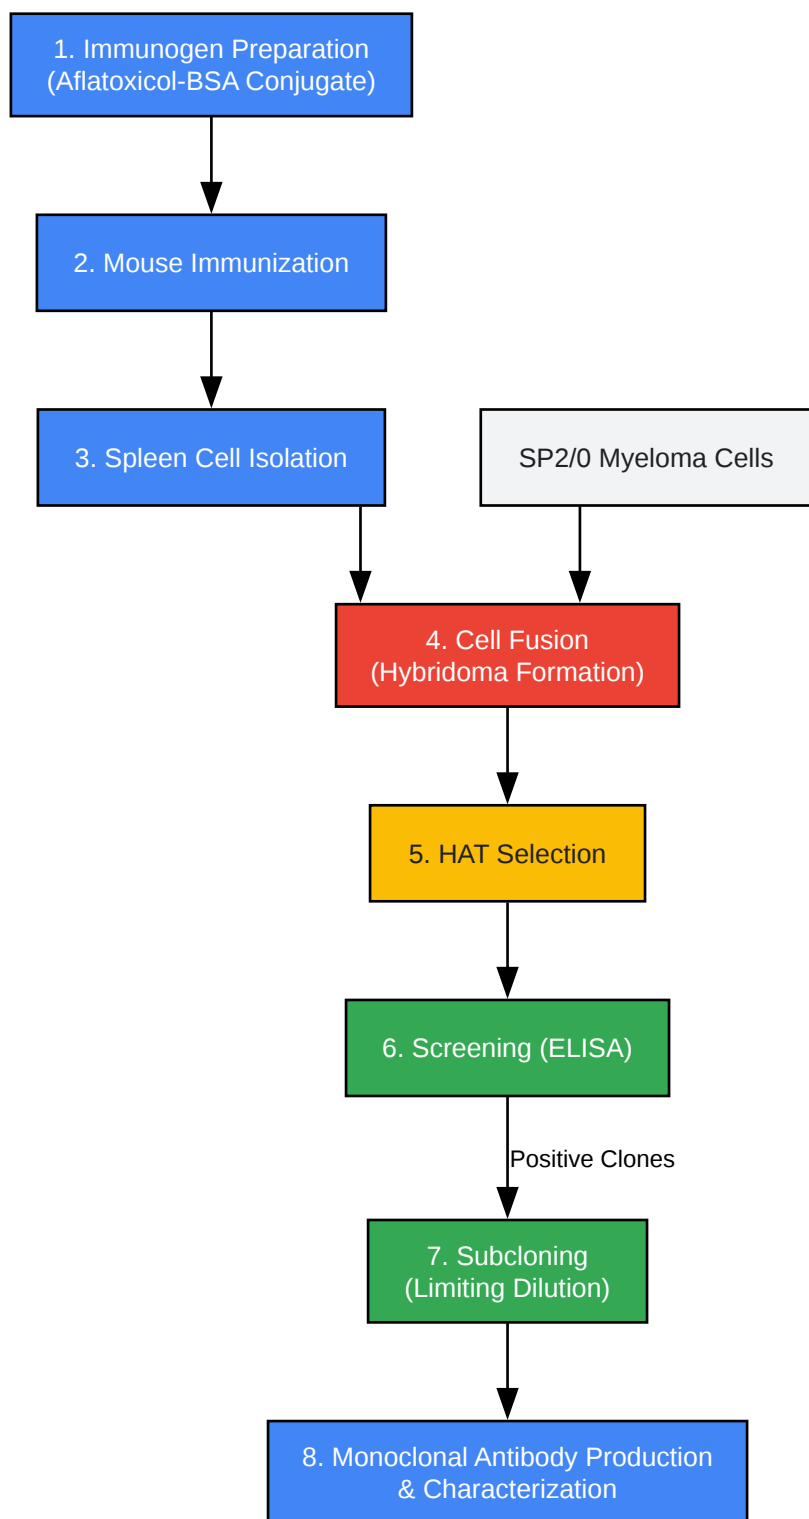 1. Immunogen Preparation
(Aflatoxicol-BSA Conjugate)
2. Mouse Immunization
3. Spleen Cell Isolation
SP2/0 Myeloma Cells
4. Cell Fusion
(Hybridoma Formation)
5. HAT Selection
6. Screening (ELISA)
Positive Clones
7. Subcloning
(Limiting Dilution)
8. Monoclonal Antibody Production
& Characterization